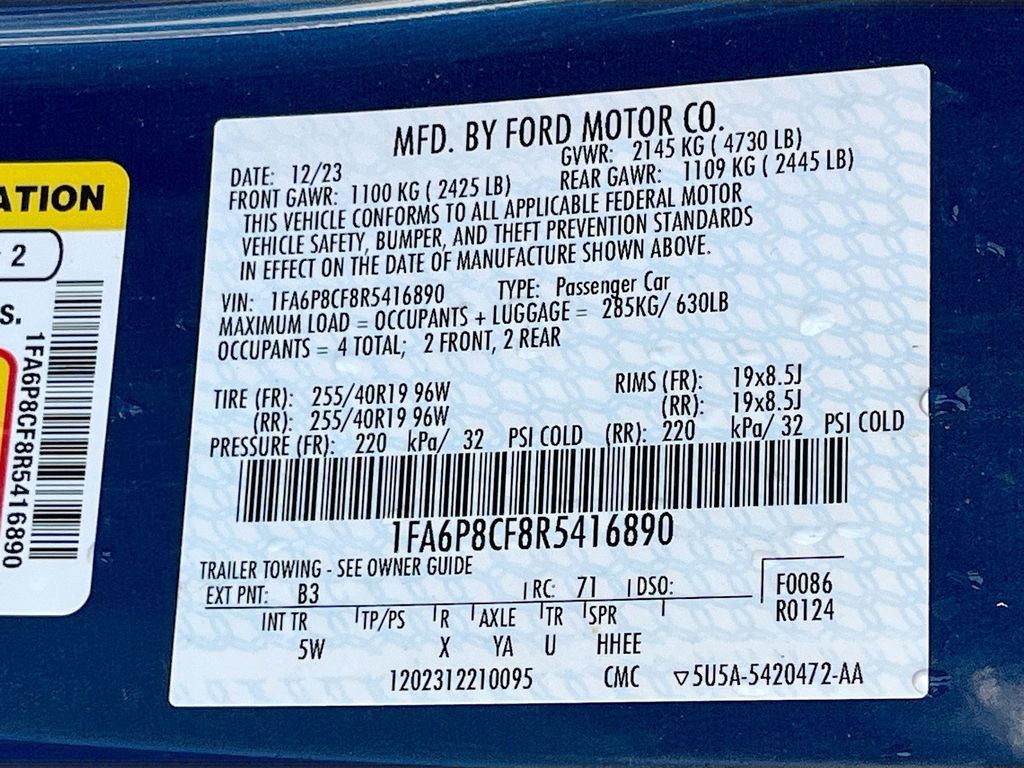 MFD. BY FORD MOTOR CO.
DATE: 12/23 GVWR: 2145 KG ( 4730 LB)
FRONT GAWR: 1100 KG ( 2425 LB) REAR GAWR: 1109 KG ( 2445 LB)
THIS VEHICLE CONFORMS TO ALL APPLICABLE FEDERAL MOTOR
VEHICLE SAFETY, BUMPER, AND THEFT PREVENTION STANDARDS
IN EFFECT ON THE DATE OF MANUFACTURE SHOWN ABOVE.
VIN: 1FA6P8CF8R5416890 TYPE: Passenger Car
MAXIMUM LOAD = OCCUPANTS + LUGGAGE = 285KG/ 630LB
OCCUPANTS = 4 TOTAL; 2 FRONT, 2 REAR
TIRE (FR): 255/40R19 96W RIMS (FR): 19x8.5J
(RR): 255/40R19 96W (RR): 19x8.5J
PRESSURE (FR): 220 kPa/ 32 PSI COLD (RR): 220 kPa/ 32 PSI COLD
1FA6P8CF8R5416890
TRAILER TOWING - SEE OWNER GUIDE
EXT PNT: B3 RC: 71 DSO: F0086
R0124
INT TR TP/PS R AXLE TR SPR
5W X YA U HHEE
1202312210095 CMC ▽5U5A-5420472-AA
ATION
2
S.
1FA6P8CF8R5416890